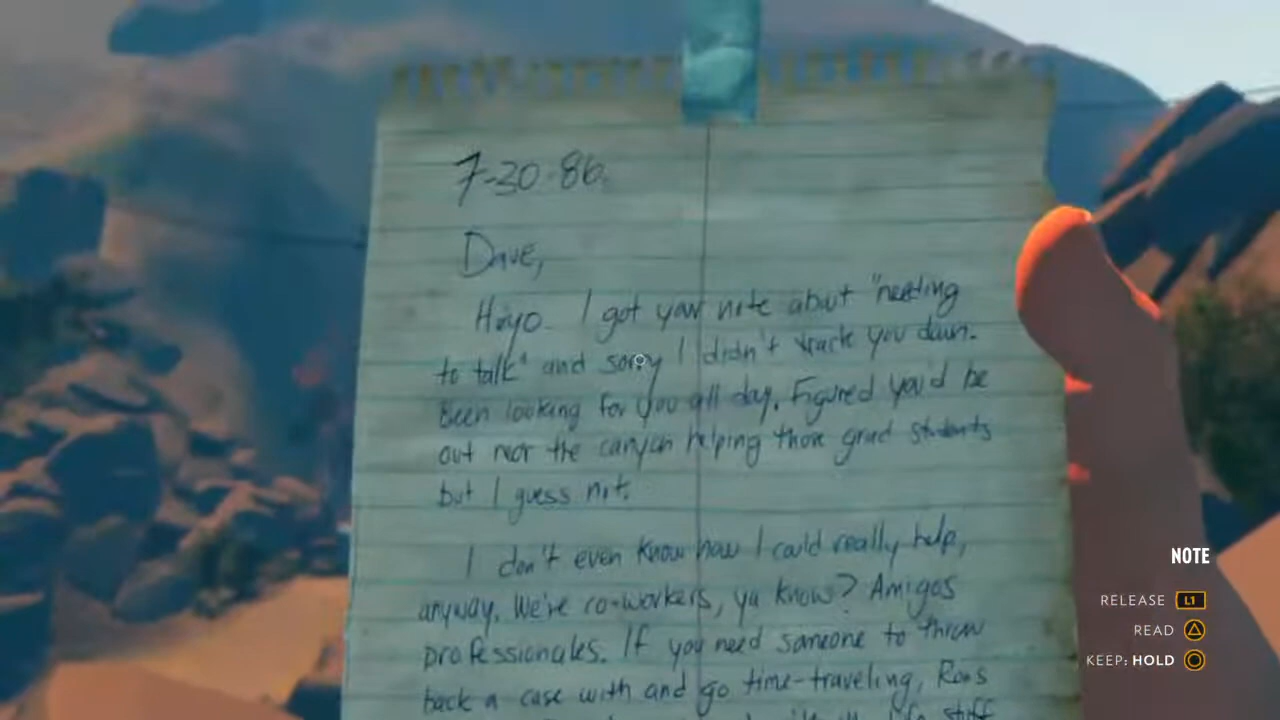 7-30-86.
Dave,
Hiyo. I got your note about "needing
to talk" and sorry I didn't track you down.
Been looking for you all day. Figured you'd be
out near the canyon helping those grad students
but I guess not.
I don't even know how I could really help,
anyway. We're co-workers, ya know? Amigos
professionales. If you need someone to throw
back a case with and go time-traveling, Ron's
stuff
NOTE
RELEASE L1
READ
KEEP: HOLD